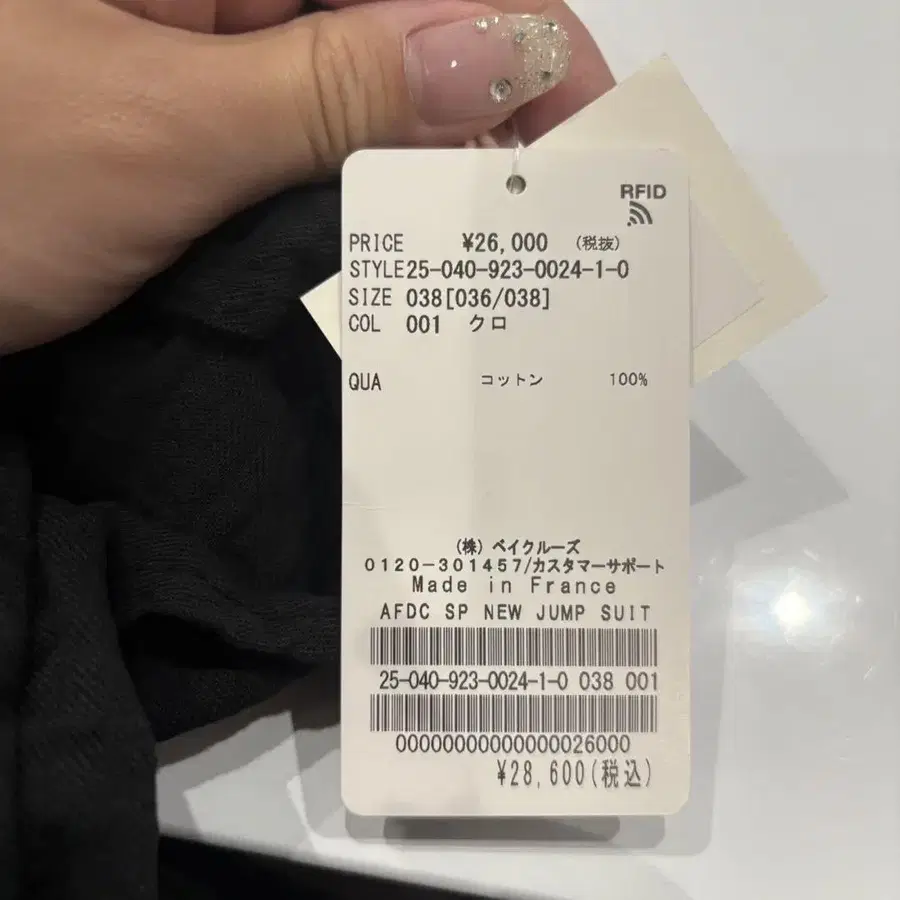 RFID
PRICE ¥26,000 (税抜)
STYLE25-040-923-0024-1-0
SIZE 038[036/038]
COL 001 クロ
QUA コットン 100%
(株) ベイクルーズ
0120-301457/カスタマーサポート
Made in France
AFDC SP NEW JUMP SUIT
25-040-923-0024-1-0 038 001
00000000000000026000
¥28,600(税込)